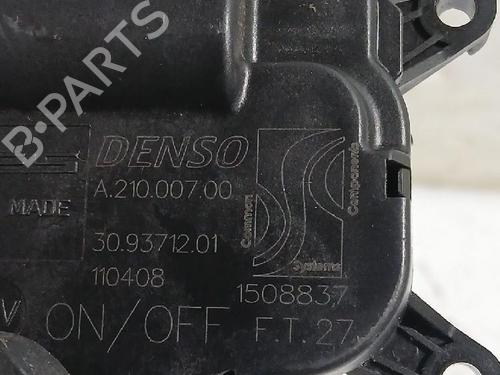 B-PARTS
DENSO
A.210.007.00
MADE
30.93712.01
110408
Common
Systems
Components
1508837
V
ON/OFF F.T.27